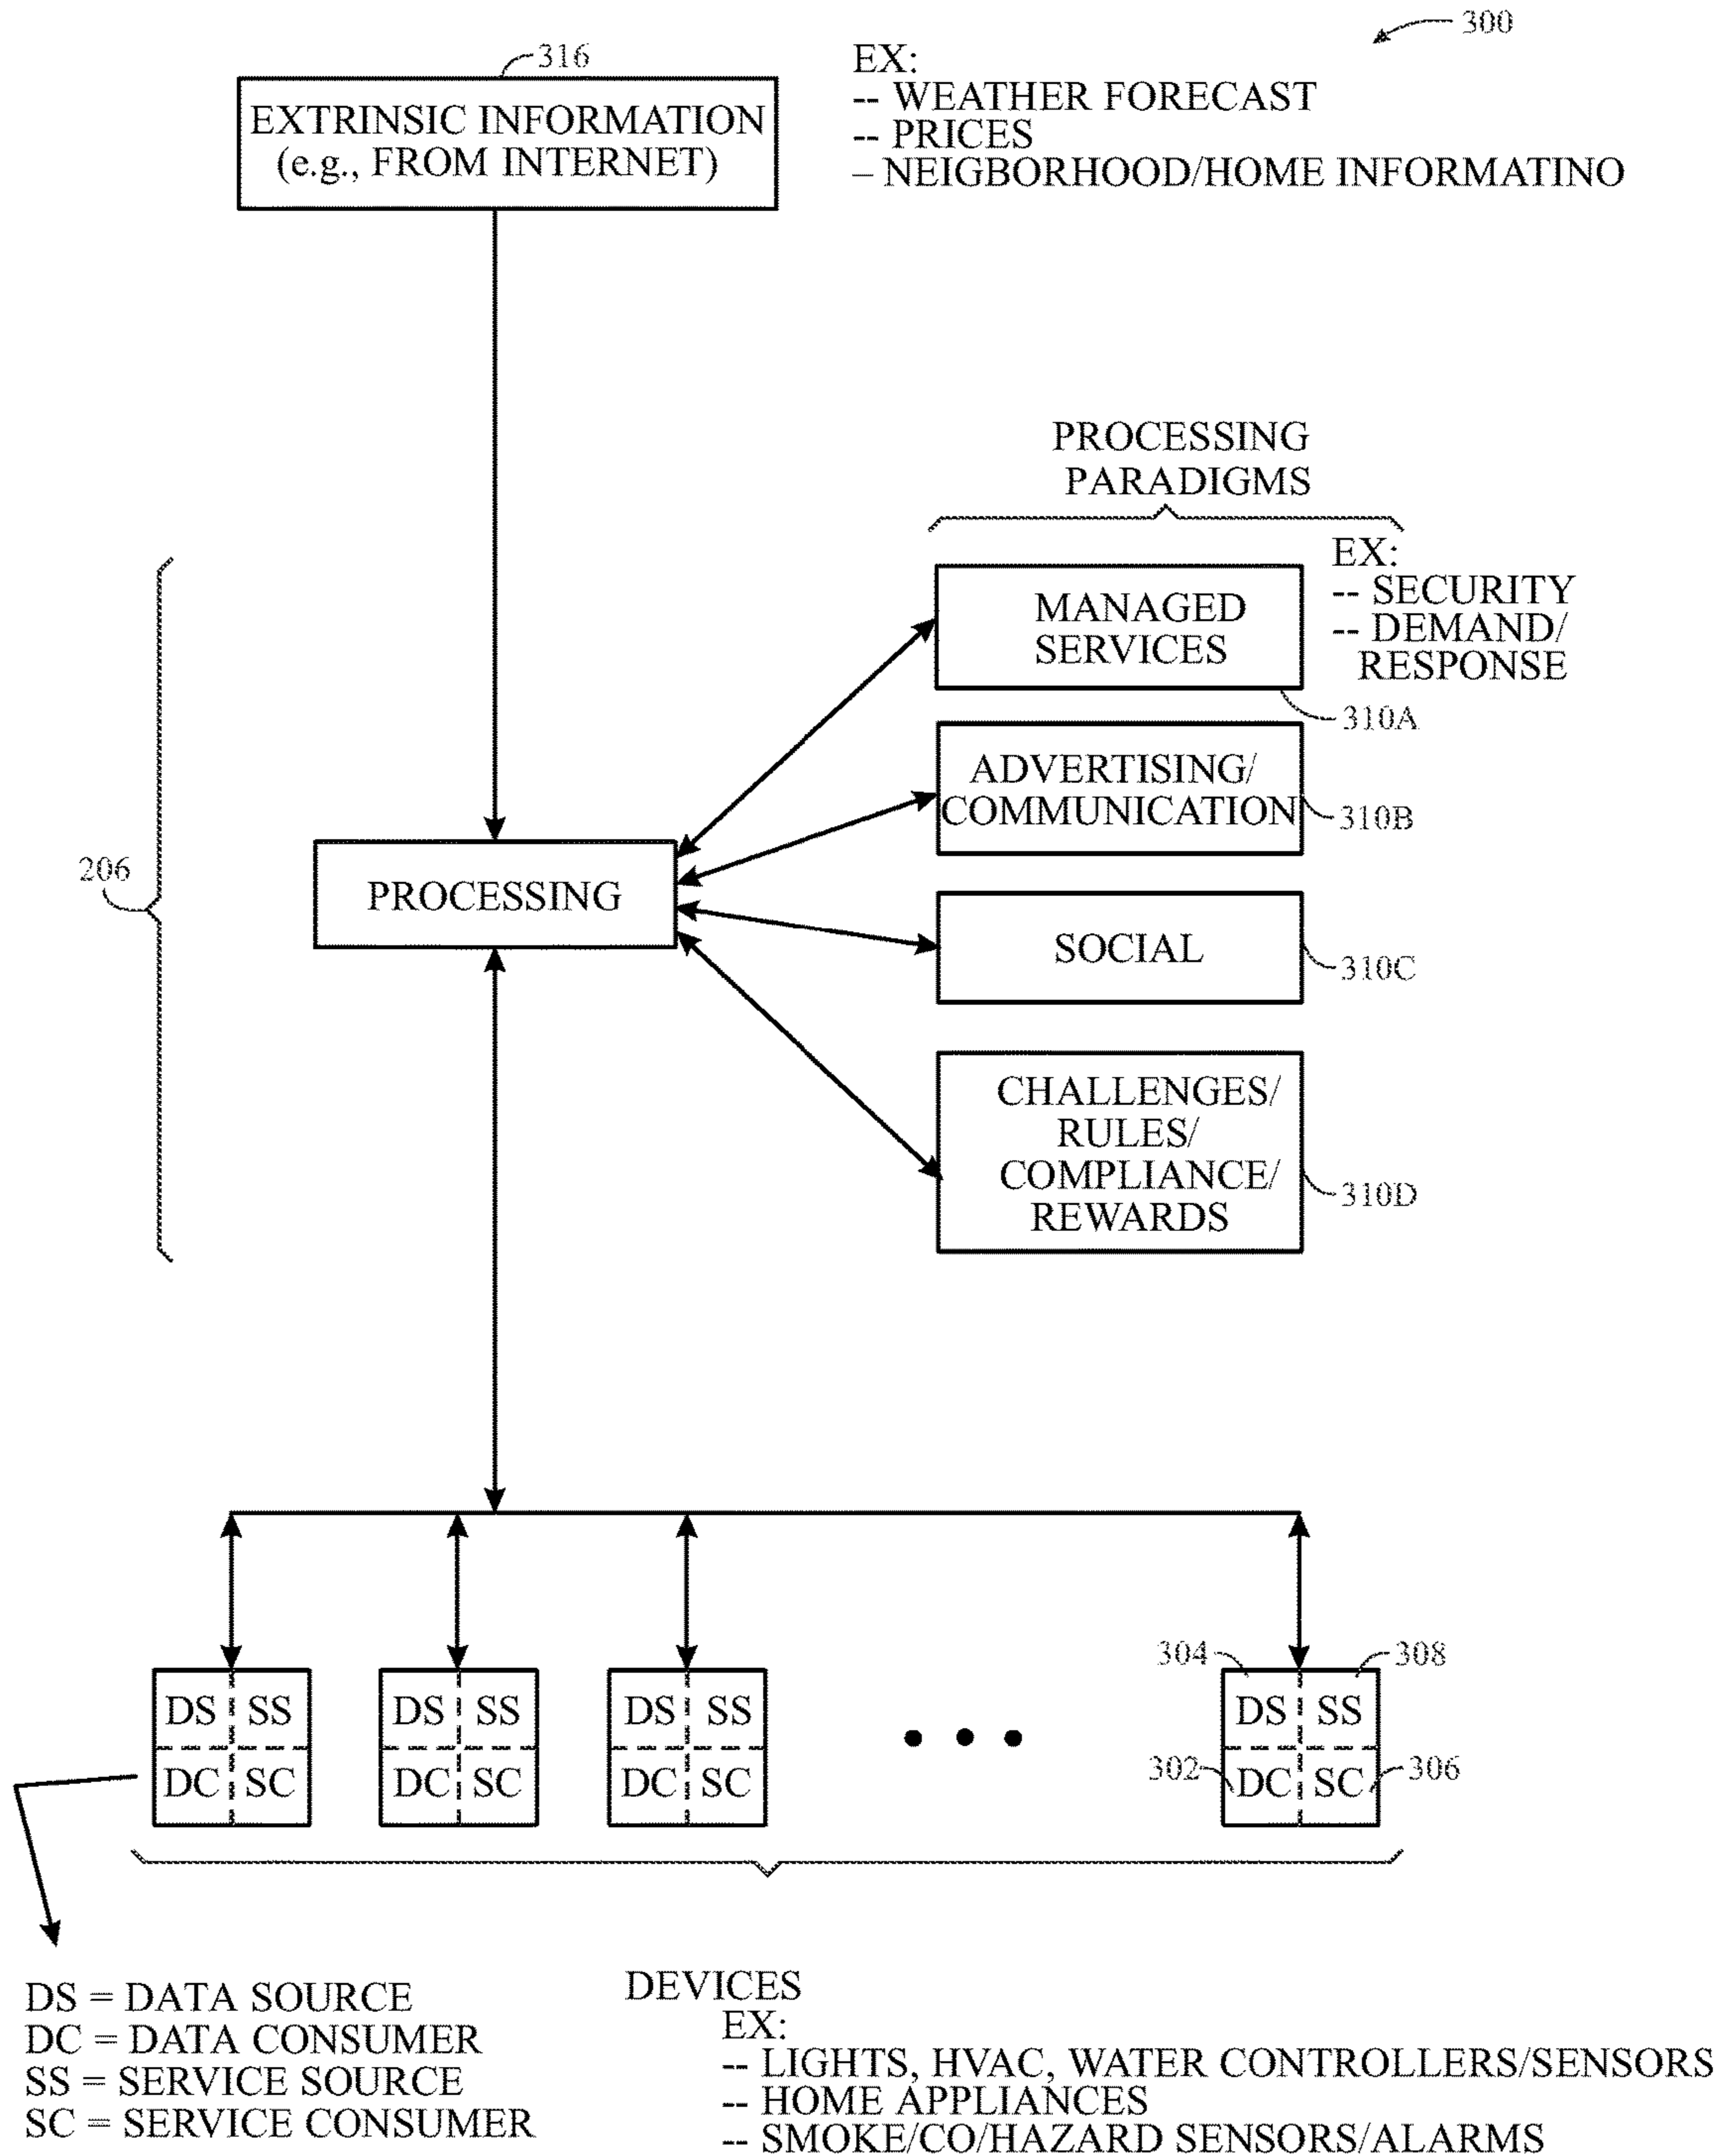 300
316
EXTRINSIC INFORMATION
(e.g., FROM INTERNET)
EX:
-- WEATHER FORECAST
-- PRICES
– NEIGBORHOOD/HOME INFORMATINO
PROCESSING
PARADIGMS
EX:
-- SECURITY
-- DEMAND/
RESPONSE
MANAGED
SERVICES
310A
ADVERTISING/
COMMUNICATION
310B
206
PROCESSING
SOCIAL
310C
CHALLENGES/
RULES/
COMPLIANCE/
REWARDS
310D
304
308
DS SS
DC SC
DS SS
DC SC
DS SS
DC SC
• • •
DS SS
DC SC
302
306
DS = DATA SOURCE
DC = DATA CONSUMER
SS = SERVICE SOURCE
SC = SERVICE CONSUMER
DEVICES
EX:
-- LIGHTS, HVAC, WATER CONTROLLERS/SENSORS
-- HOME APPLIANCES
-- SMOKE/CO/HAZARD SENSORS/ALARMS